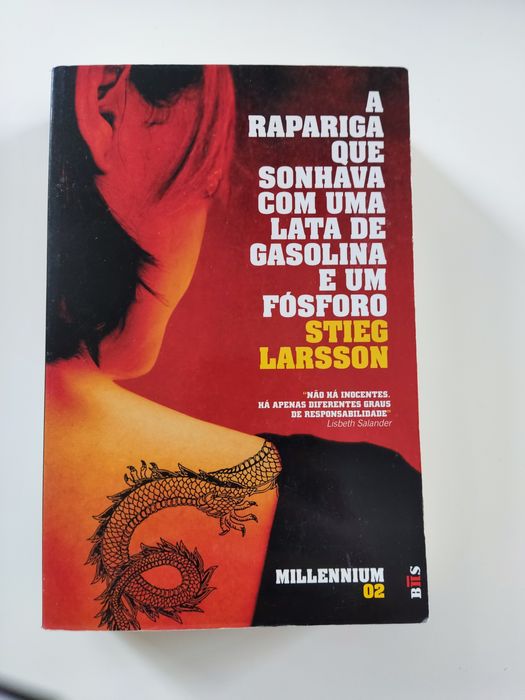 A
RAPARIGA
QUE
SONHAVA
COM UMA
LATA DE
GASOLINA
E UM
FÓSFORO
STIEG
LARSSON
"NÃO HÁ INOCENTES.
HÁ APENAS DIFERENTES GRAUS
DE RESPONSABILIDADE"
Lisbeth Salander
MILLENNIUM
02
BIIS